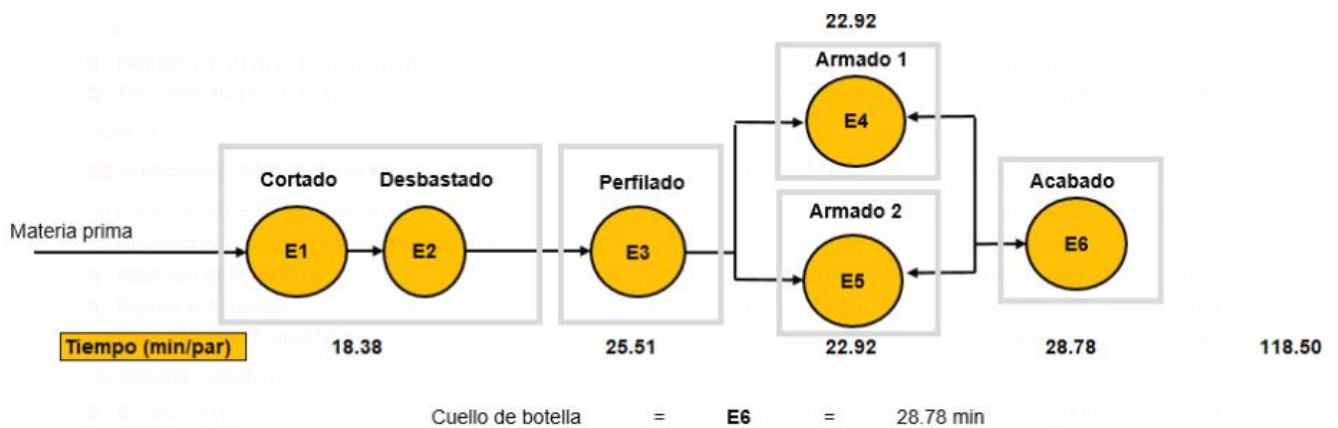 22.92
Armado 1
E4
Cortado Desbastado
Perfilado
Armado 2
Acabado
Materia prima
E1 E2 E3 E5 E6
Tiempo (min/par) 18.38 25.51 22.92 28.78 118.50
Cuello de botella = E6 = 28.78 min